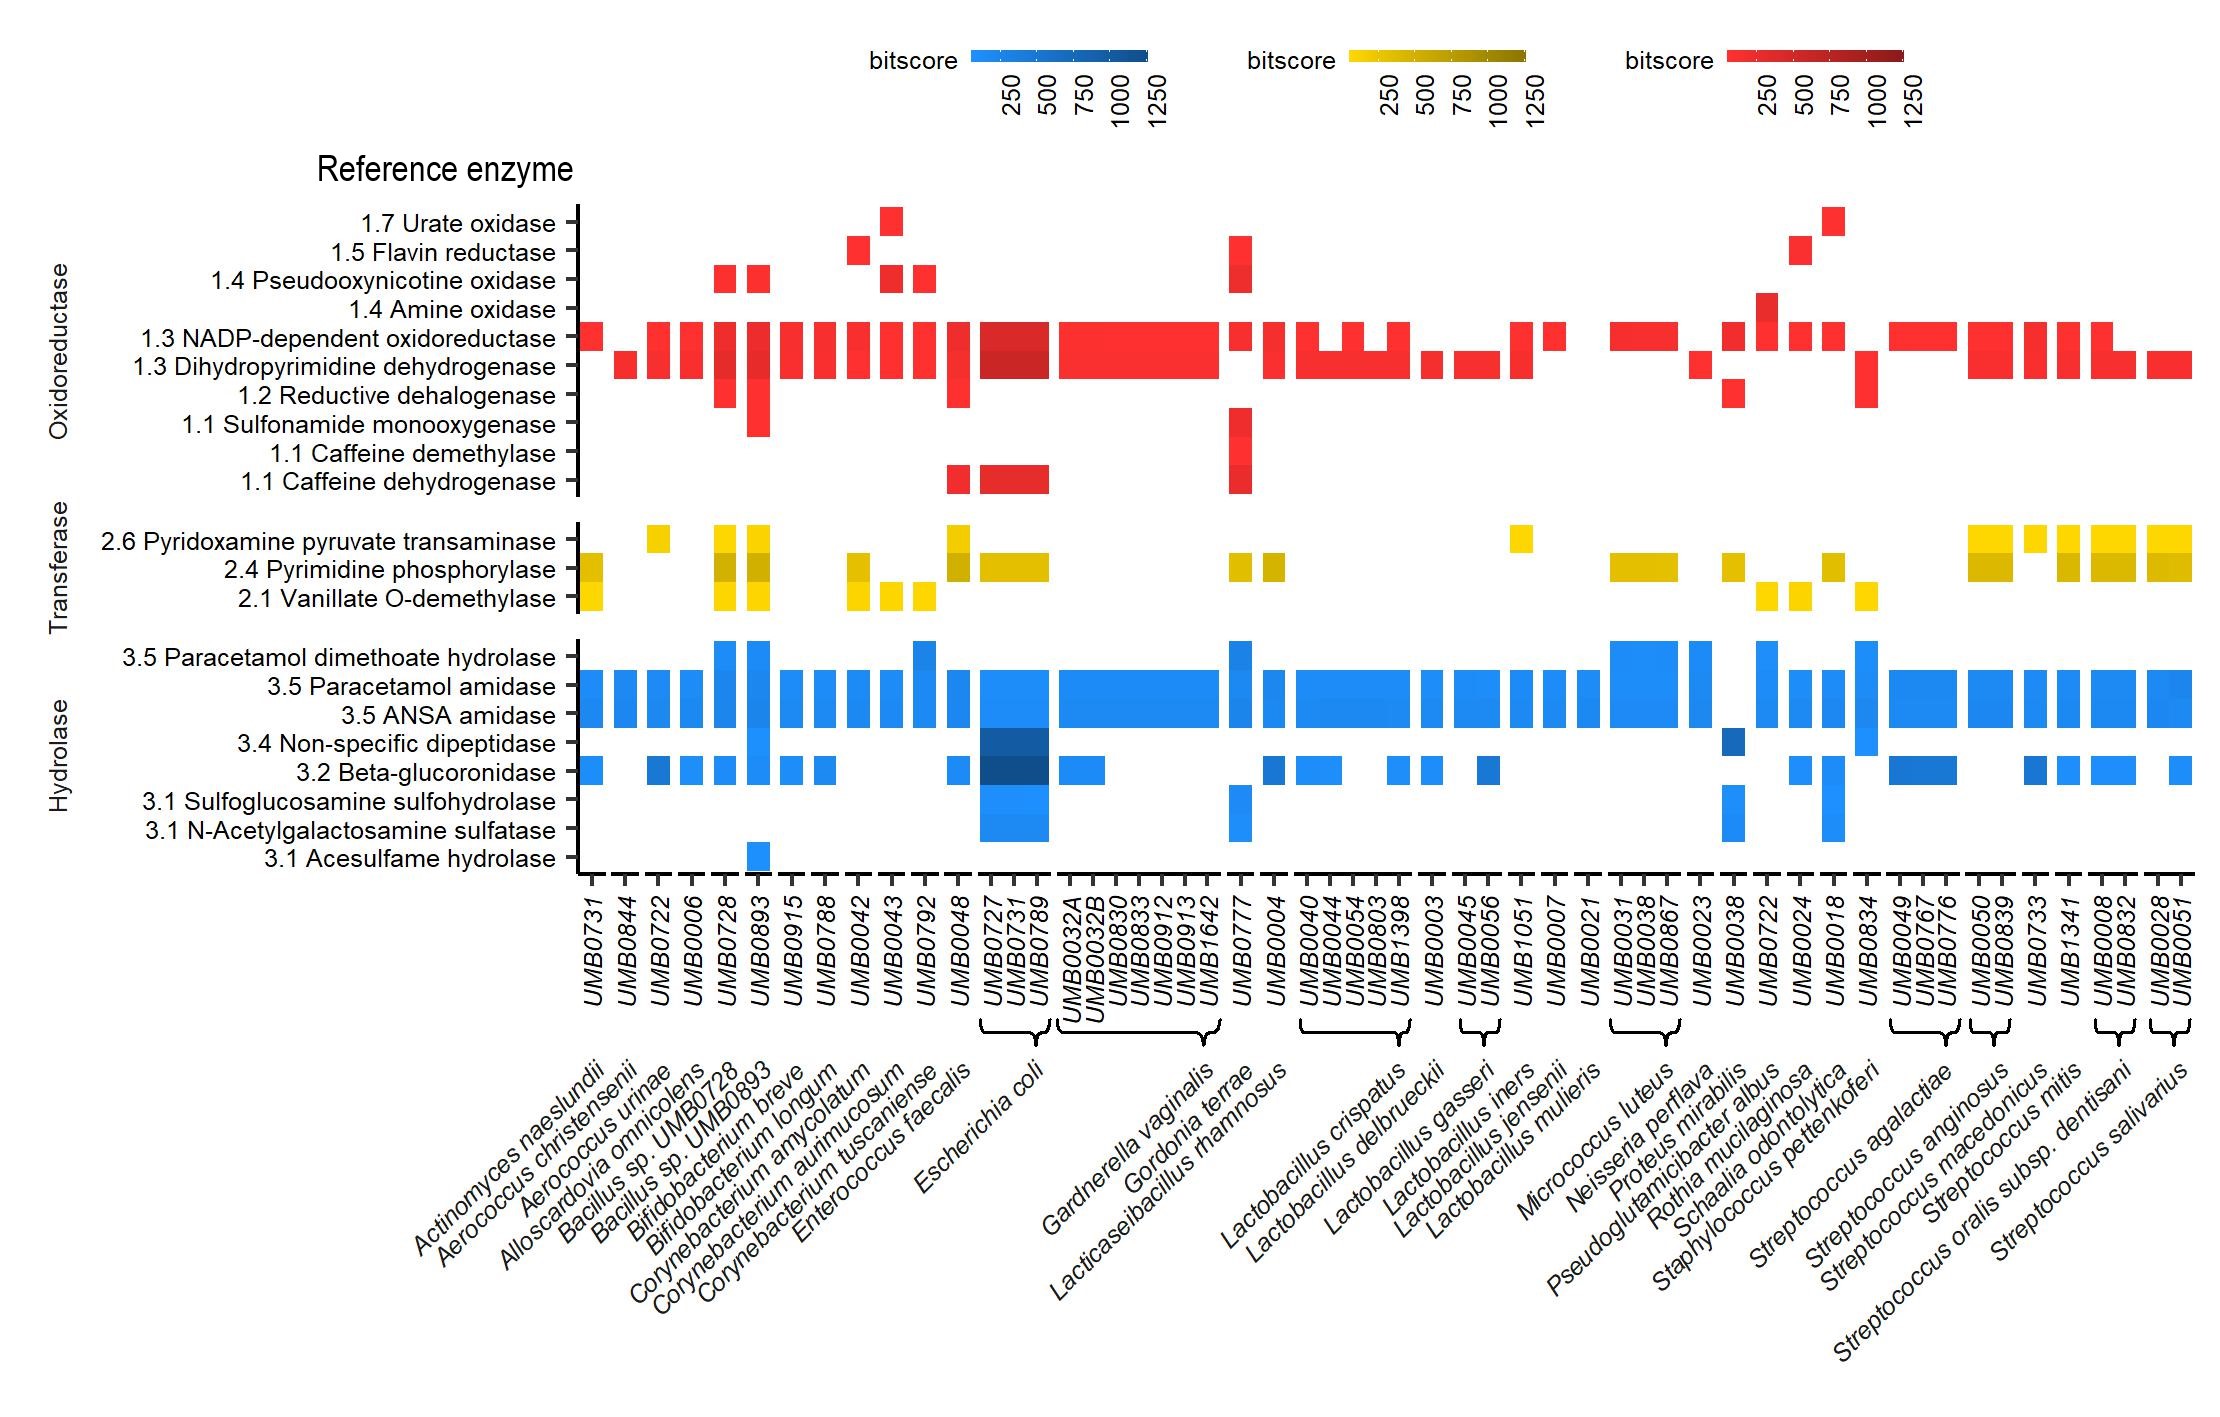 bitscore 250 500 750 1000 1250
bitscore 250 500 750 1000 1250
bitscore 250 500 750 1000 1250
Reference enzyme
Oxidoreductase
1.7 Urate oxidase
1.5 Flavin reductase
1.4 Pseudooxynicotine oxidase
1.4 Amine oxidase
1.3 NADP-dependent oxidoreductase
1.3 Dihydropyrimidine dehydrogenase
1.2 Reductive dehalogenase
1.1 Sulfonamide monooxygenase
1.1 Caffeine demethylase
1.1 Caffeine dehydrogenase
Transferase
2.6 Pyridoxamine pyruvate transaminase
2.4 Pyrimidine phosphorylase
2.1 Vanillate O-demethylase
Hydrolase
3.5 Paracetamol dimethoate hydrolase
3.5 Paracetamol amidase
3.5 ANSA amidase
3.4 Non-specific dipeptidase
3.2 Beta-glucoronidase
3.1 Sulfoglucosamine sulfohydrolase
3.1 N-Acetylgalactosamine sulfatase
3.1 Acesulfame hydrolase
UMB0731
UMB0844
UMB0722
UMB0006
UMB0728
UMB0893
UMB0915
UMB0788
UMB0042
UMB0043
UMB0792
UMB0048
UMB0727
UMB0731
UMB0789
UMB0032A
UMB0032B
UMB0830
UMB0833
UMB0912
UMB0913
UMB1642
UMB0777
UMB0004
UMB0040
UMB0044
UMB0054
UMB0803
UMB1398
UMB0003
UMB0045
UMB0056
UMB1051
UMB0007
UMB0021
UMB0031
UMB0038
UMB0867
UMB0023
UMB0038
UMB0722
UMB0024
UMB0018
UMB0834
UMB0049
UMB0767
UMB0776
UMB0050
UMB0839
UMB0733
UMB1341
UMB0008
UMB0832
UMB0028
UMB0051
Actinomyces naeslundii
Aerococcus christensenii
Aerococcus urinae
Alloscardovia omnicolens
Bacillus sp. UMB0728
Bacillus sp. UMB0893
Bifidobacterium breve
Bifidobacterium longum
Corynebacterium amycolatum
Corynebacterium aurimucosum
Corynebacterium tuscaniense
Enterococcus faecalis
Escherichia coli
Gardnerella vaginalis
Gordonia terrae
Lacticaseibacillus rhamnosus
Lactobacillus crispatus
Lactobacillus delbrueckii
Lactobacillus gasseri
Lactobacillus iners
Lactobacillus jensenii
Lactobacillus mulieris
Micrococcus luteus
Neisseria perflava
Proteus mirabilis
Pseudoglutamicibacter albus
Rothia mucilaginosa
Schaalia odontolytica
Staphylococcus pettenkoferi
Streptococcus agalactiae
Streptococcus anginosus
Streptococcus macedonicus
Streptococcus mitis
Streptococcus oralis subsp. dentisani
Streptococcus salivarius